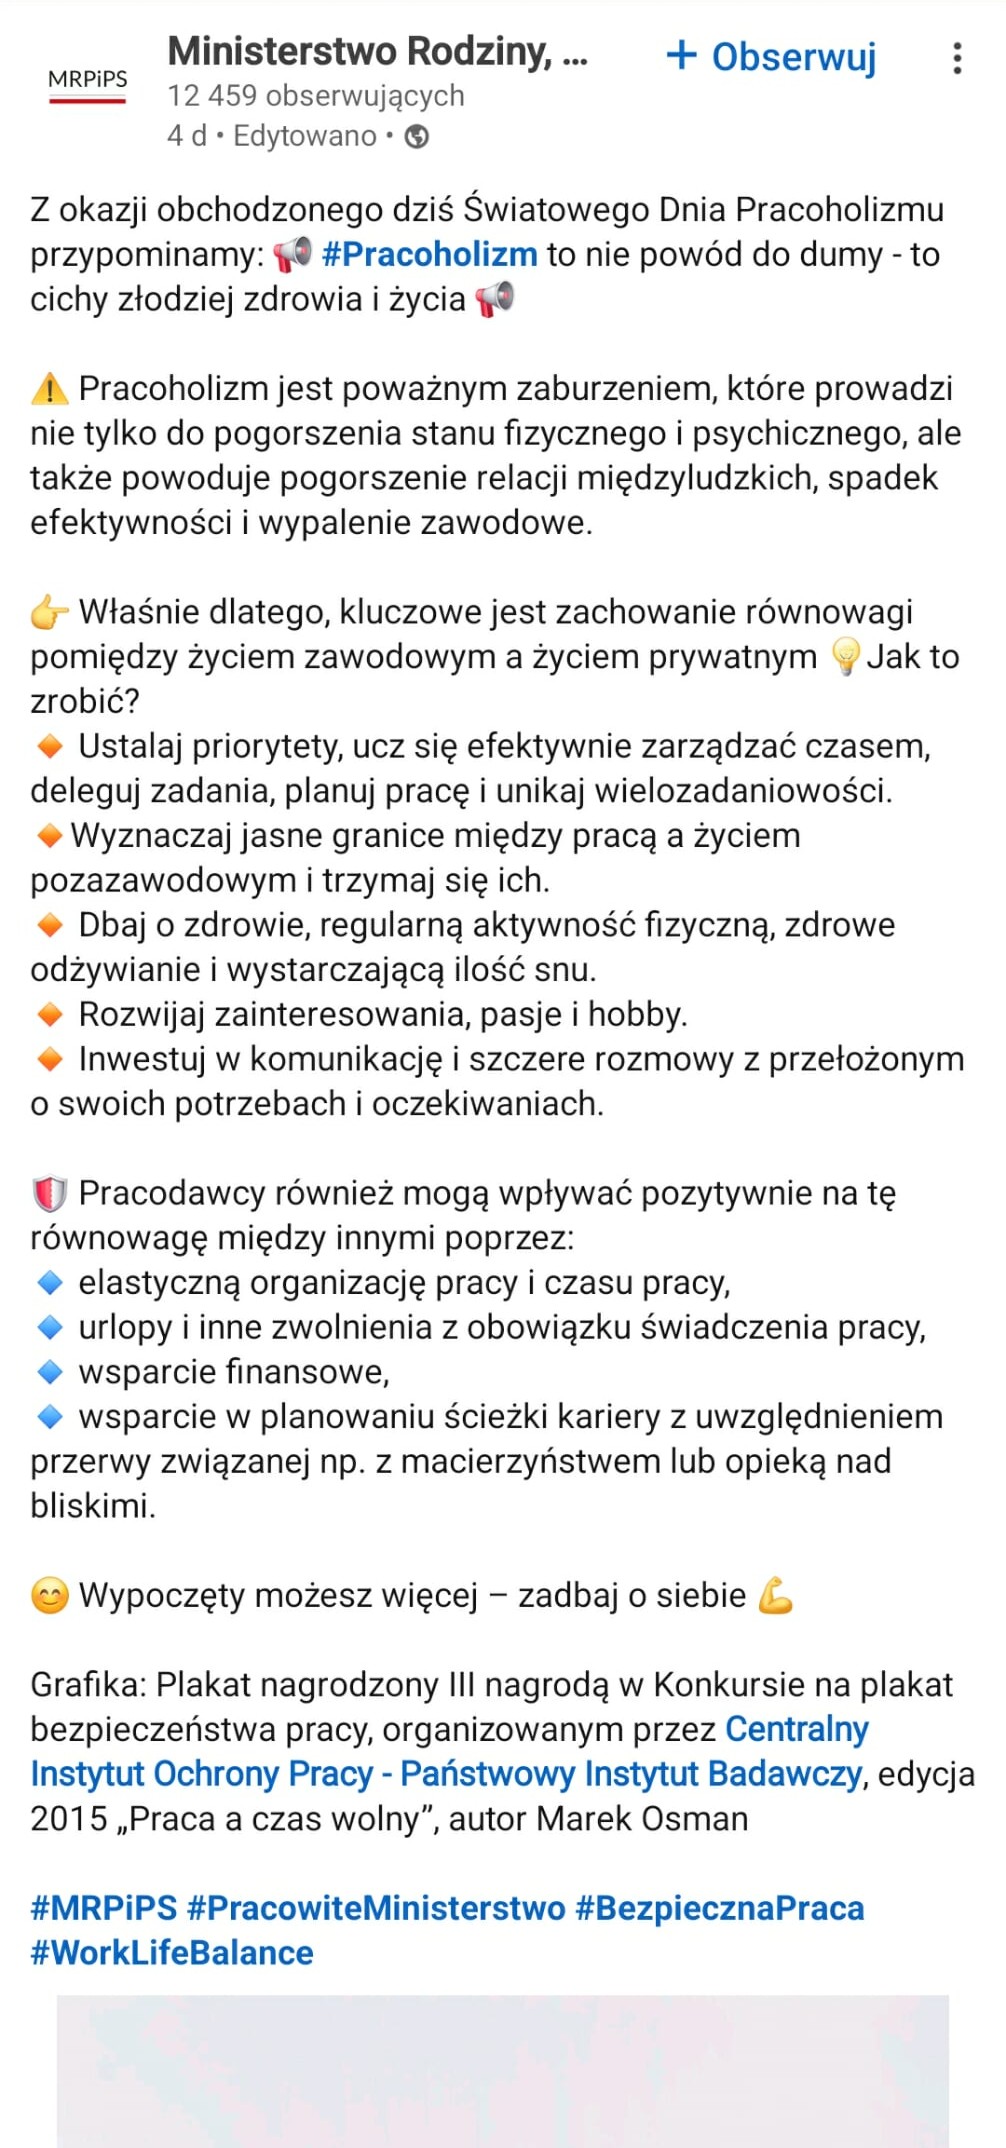 MRPiPS
Ministerstwo Rodziny, ...
+ Obserwuj
12 459 obserwujących
4 d • Edytowano •
Z okazji obchodzonego dziś Światowego Dnia Pracoholizmu
przypominamy: 📢 #Pracoholizm to nie powód do dumy - to
cichy złodziej zdrowia i życia 📢
⚠️ Pracoholizm jest poważnym zaburzeniem, które prowadzi
nie tylko do pogorszenia stanu fizycznego i psychicznego, ale
także powoduje pogorszenie relacji międzyludzkich, spadek
efektywności i wypalenie zawodowe.
👉 Właśnie dlatego, kluczowe jest zachowanie równowagi
pomiędzy życiem zawodowym a życiem prywatnym 💡Jak to
zrobić?
🔸 Ustalaj priorytety, ucz się efektywnie zarządzać czasem,
deleguj zadania, planuj pracę i unikaj wielozadaniowości.
🔸Wyznaczaj jasne granice między pracą a życiem
pozazawodowym i trzymaj się ich.
🔸 Dbaj o zdrowie, regularną aktywność fizyczną, zdrowe
odżywianie i wystarczającą ilość snu.
🔸 Rozwijaj zainteresowania, pasje i hobby.
🔸 Inwestuj w komunikację i szczere rozmowy z przełożonym
o swoich potrzebach i oczekiwaniach.
🛡️ Pracodawcy również mogą wpływać pozytywnie na tę
równowagę między innymi poprzez:
🔹 elastyczną organizację pracy i czasu pracy,
🔹 urlopy i inne zwolnienia z obowiązku świadczenia pracy,
🔹 wsparcie finansowe,
🔹 wsparcie w planowaniu ścieżki kariery z uwzględnieniem
przerwy związanej np. z macierzyństwem lub opieką nad
bliskimi.
😊 Wypoczęty możesz więcej – zadbaj o siebie 💪
Grafika: Plakat nagrodzony III nagrodą w Konkursie na plakat
bezpieczeństwa pracy, organizowanym przez Centralny
Instytut Ochrony Pracy - Państwowy Instytut Badawczy, edycja
2015 „Praca a czas wolny”, autor Marek Osman
#MRPiPS #PracowiteMinisterstwo #BezpiecznaPraca
#WorkLifeBalance